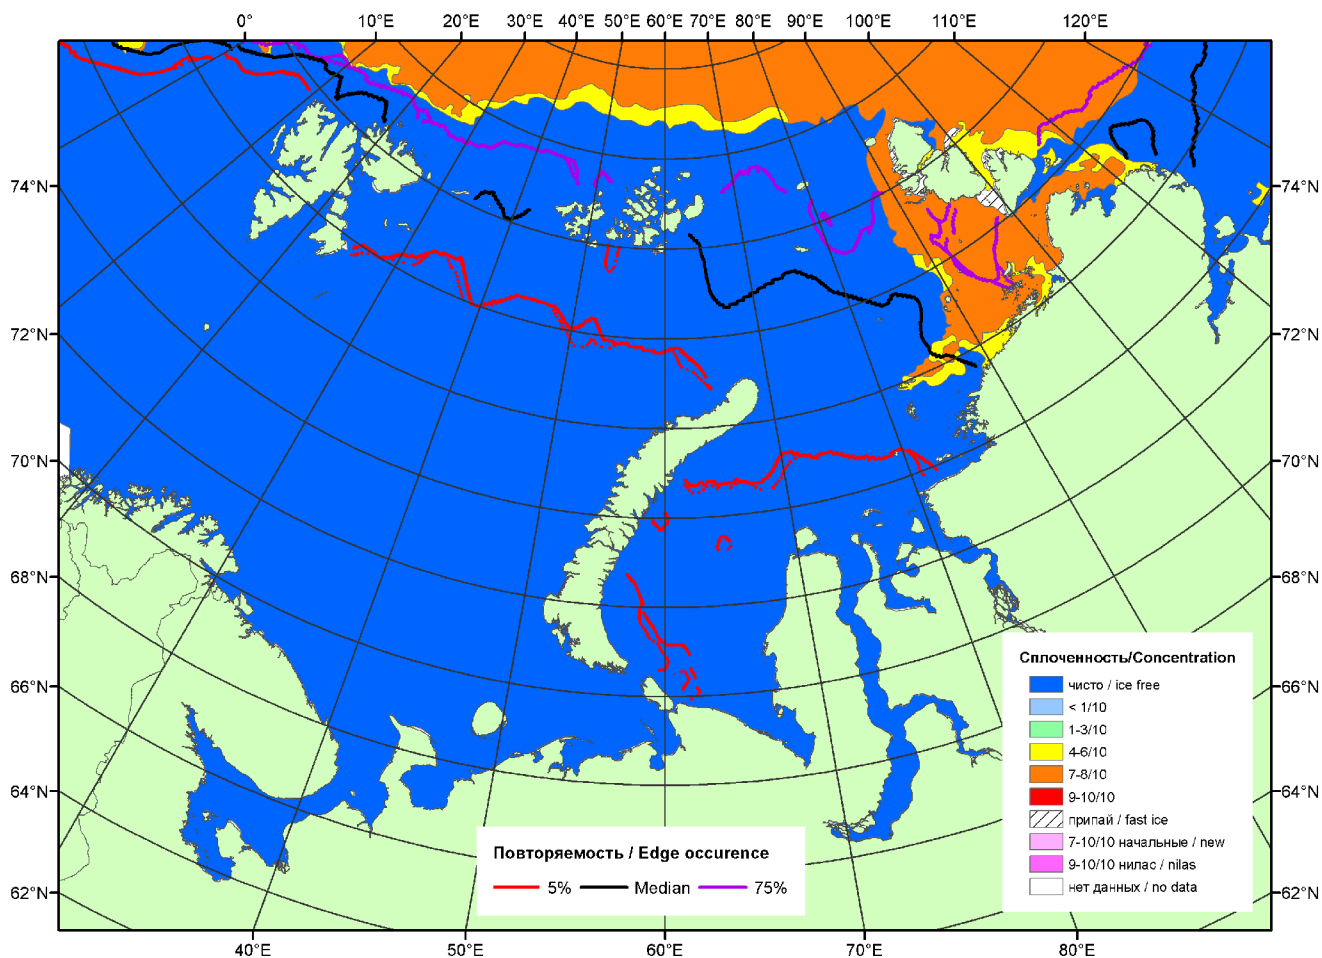 0° 10°E 20°E 30°E 40°E 50°E 60°E 70°E 80°E 90°E 100°E 110°E 120°E
74°N 74°N
72°N 72°N
70°N 70°N
68°N 68°N
66°N 66°N
64°N 64°N
62°N 62°N
Сплоченность/Concentration
чисто / ice free
< 1/10
1-3/10
4-6/10
7-8/10
9-10/10
припай / fast ice
7-10/10 начальные / new
9-10/10 нилас / nilas
нет данных / no data
Повторяемость / Edge occurence
5% Median 75%
40°E 50°E 60°E 70°E 80°E